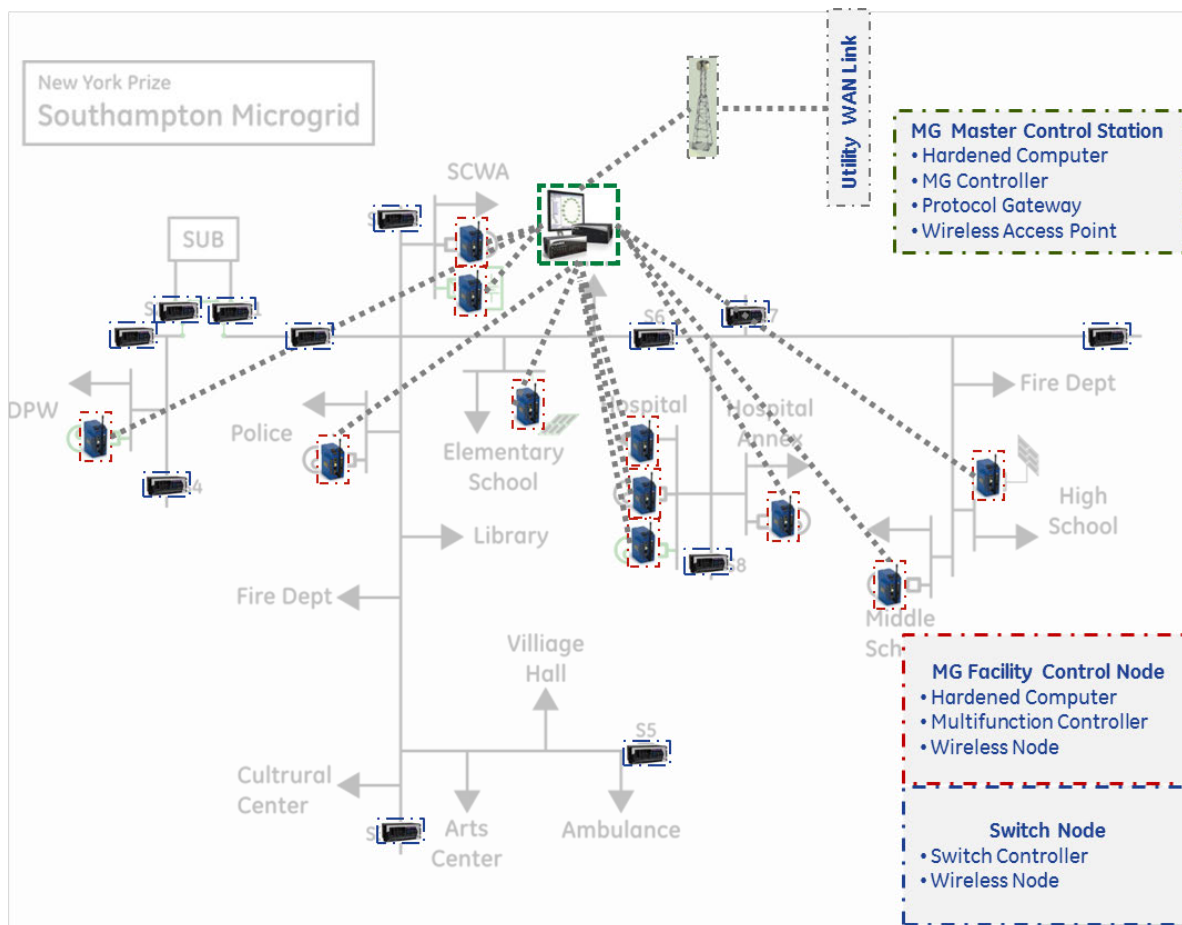 New York Prize
Southampton Microgrid
Utility WAN Link
MG Master Control Station
• Hardened Computer
• MG Controller
• Protocol Gateway
• Wireless Access Point
SCWA
SUB
S6
Fire Dept
DPW
Police
Elementary
School
Hospital
Hospital
Annex
High
School
Library
Fire Dept
Middle
Villiage
Hall
MG Facility Control Node
• Hardened Computer
• Multifunction Controller
• Wireless Node
S5
Cultrural
Center
Arts
Center
Ambulance
Switch Node
• Switch Controller
• Wireless Node